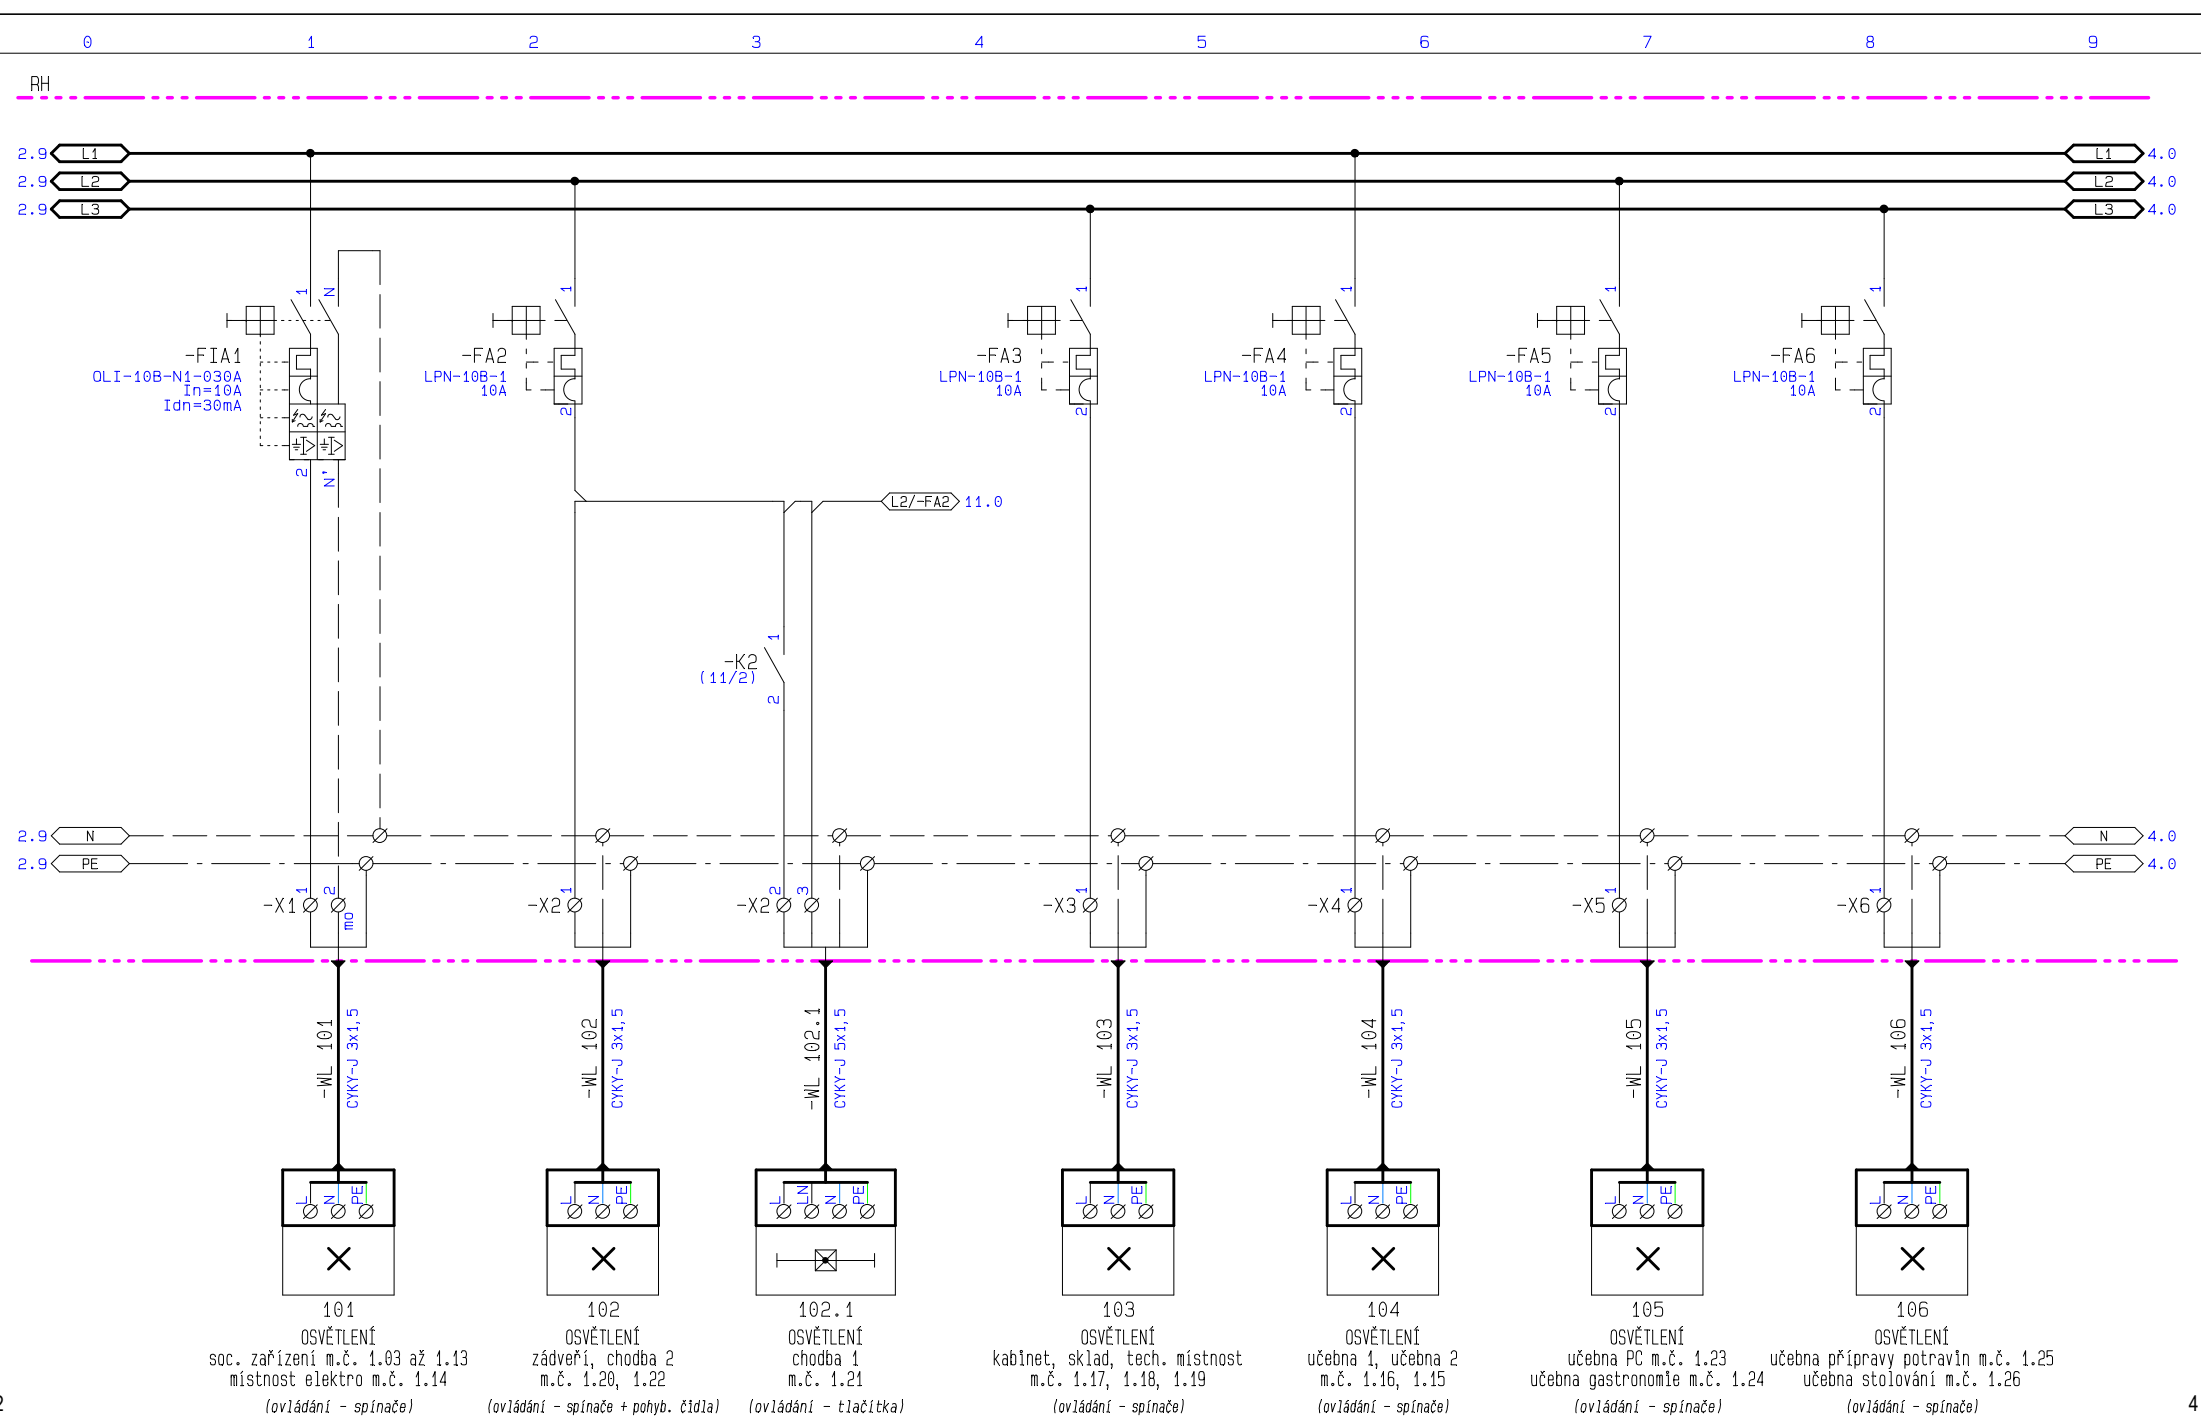 0 1 2 3 4 5 6 7 8 9
RH
2.9 L1 L1 4.0
2.9 L2 L2 4.0
2.9 L3 L3 4.0
1 N 1 1 1 1 1
-FIA1 -FA2 -FA3 -FA4 -FA5 -FA6
OLI-10B-N1-030A LPN-10B-1 LPN-10B-1 LPN-10B-1 LPN-10B-1 LPN-10B-1
In=10A 10A 10A 10A 10A 10A
Idn=30mA
2 2 2 2 2
2 N'
L2/-FA2 11.0
1
-K2
(11/2)
2
2.9 N N 4.0
2.9 PE PE 4.0
1 2 1 2 3 1 1 1 1
-X1 -X2 -X2 -X3 -X4 -X5 -X6
mo
-WL 101 CYKY-J 3x1,5
-WL 102 CYKY-J 3x1,5
-WL 102.1 CYKY-J 5x1,5
-WL 103 CYKY-J 3x1,5
-WL 104 CYKY-J 3x1,5
-WL 105 CYKY-J 3x1,5
-WL 106 CYKY-J 3x1,5
L N PE L N PE L LN N PE L N PE L N PE L N PE L N PE
101 102 102.1 103 104 105 106
OSVĚTLENÍ OSVĚTLENÍ OSVĚTLENÍ OSVĚTLENÍ OSVĚTLENÍ OSVĚTLENÍ OSVĚTLENÍ
soc. zařízení m.č. 1.03 až 1.13 zádveří, chodba 2 chodba 1 kabinet, sklad, tech. místnost učebna 1, učebna 2 učebna PC m.č. 1.23 učebna přípravy potravin m.č. 1.25
místnost elektro m.č. 1.14 m.č. 1.20, 1.22 m.č. 1.21 m.č. 1.17, 1.18, 1.19 m.č. 1.16, 1.15 učebna gastronomie m.č. 1.24 učebna stolování m.č. 1.26
(ovládání - spínače) (ovládání - spínače + pohyb. čidla) (ovládání - tlačítka) (ovládání - spínače) (ovládání - spínače) (ovládání - spínače) (ovládání - spínače)
2 4